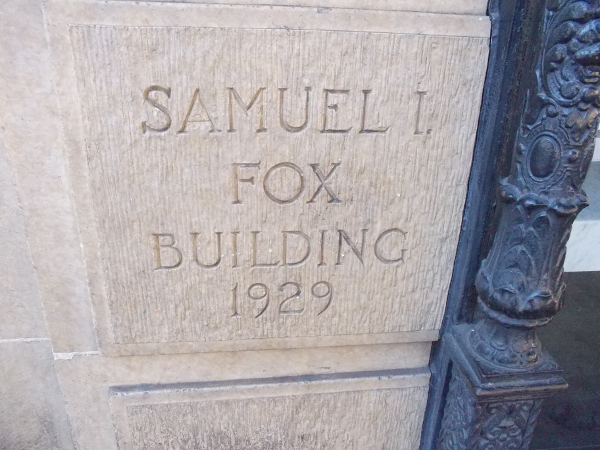 SAMUEL I.
FOX
BUILDING
1929